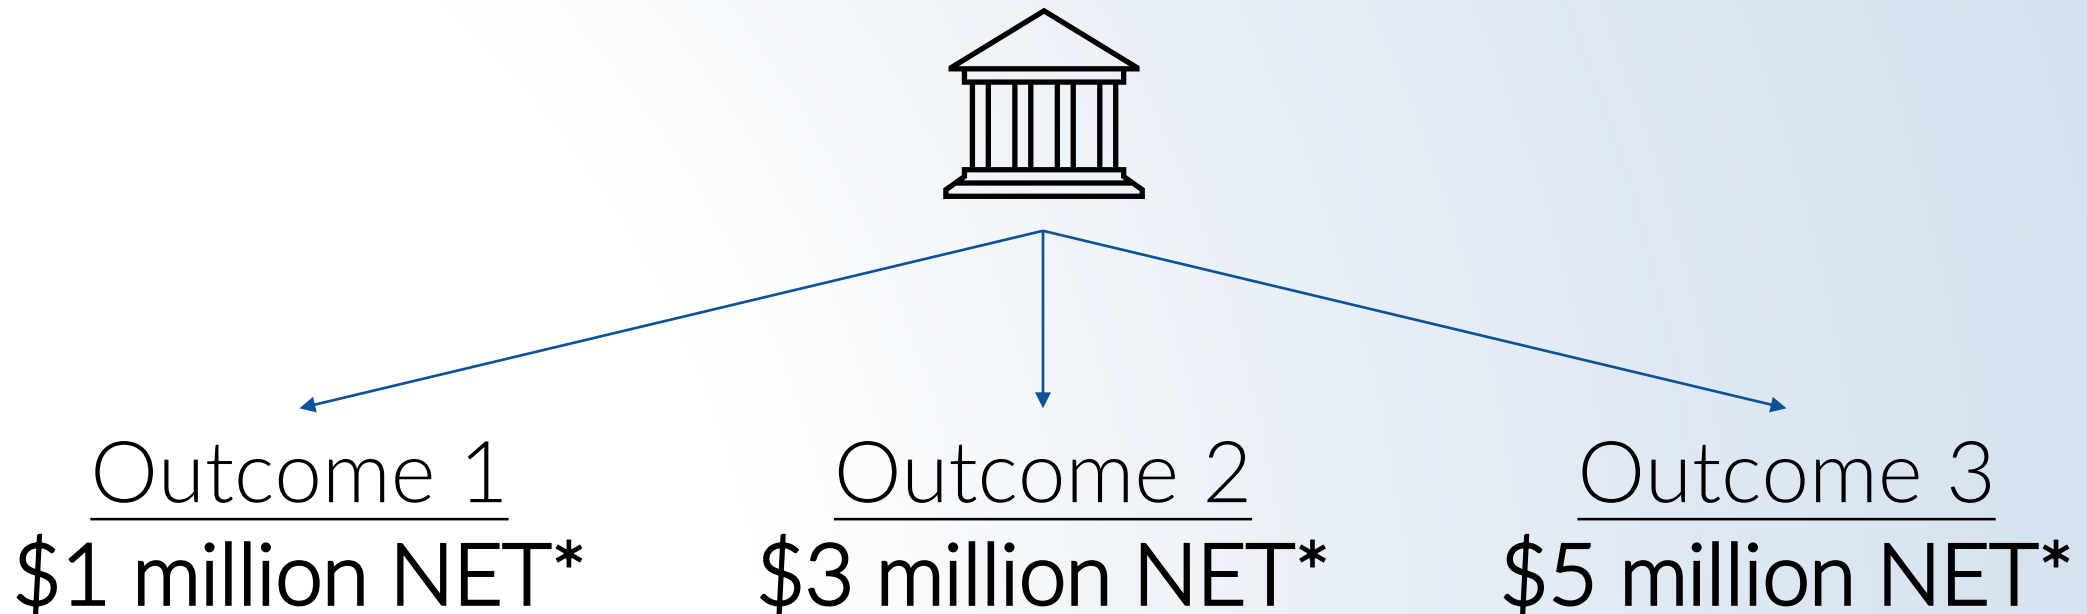 Outcome 1
$1 million NET*
Outcome 2
$3 million NET*
Outcome 3
$5 million NET*